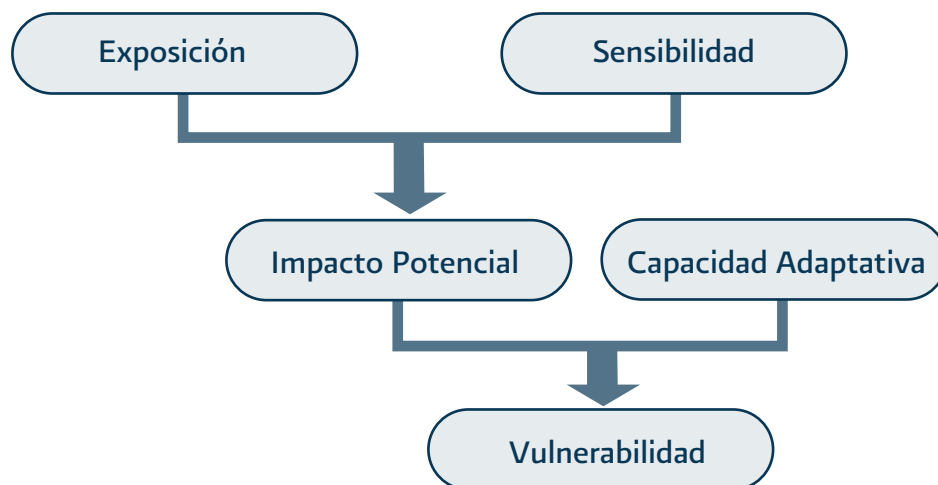 Exposición
Sensibilidad
Impacto Potencial
Capacidad Adaptativa
Vulnerabilidad